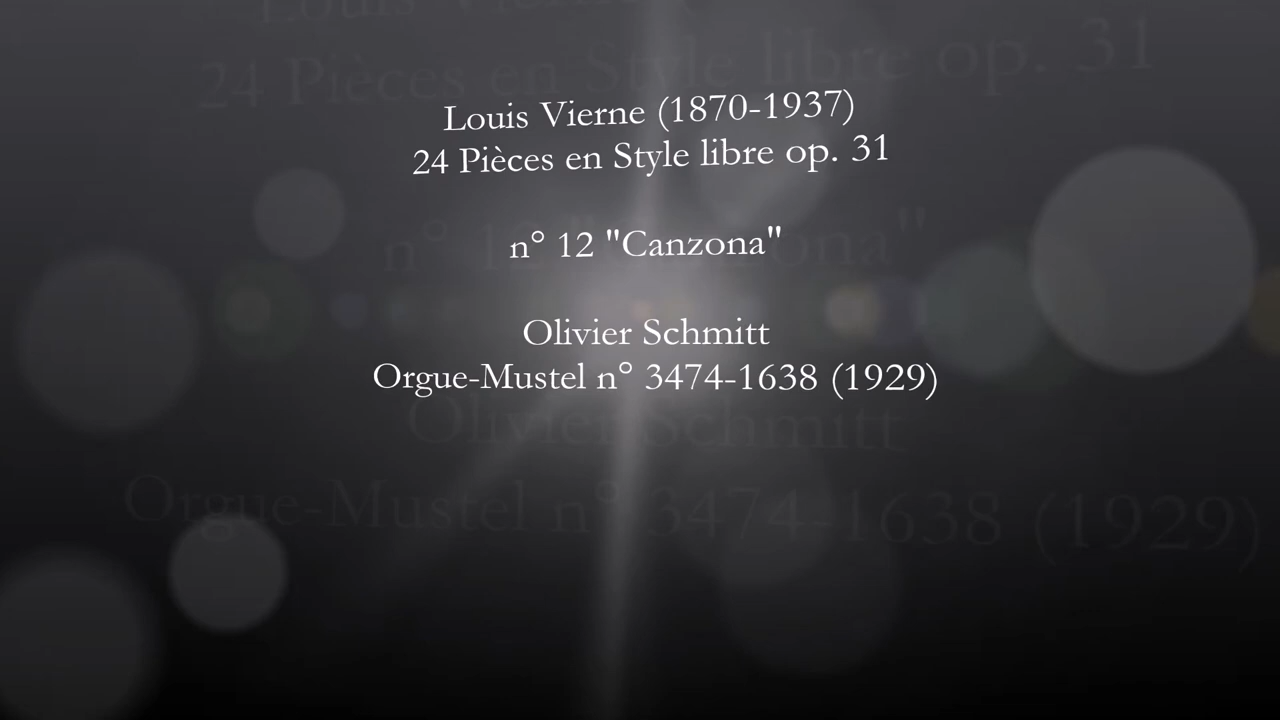 Louis Vierne (1870-1937)
24 Pièces en Style libre op. 31
n° 12 "Canzona"
Olivier Schmitt
Orgue-Mustel n° 3474-1638 (1929)